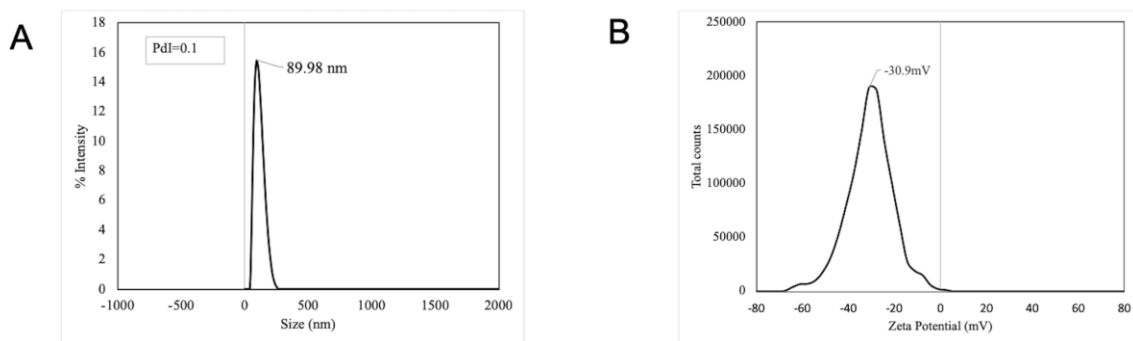 A
PdI=0.1
89.98 nm
18
16
14
12
10
8
6
4
2
0
% Intensity
-1000 -500 0 500 1000 1500 2000
Size (nm)
B
-30.9mV
250000
200000
150000
100000
50000
0
Total counts
-80 -60 -40 -20 0 20 40 60 80
Zeta Potential (mV)